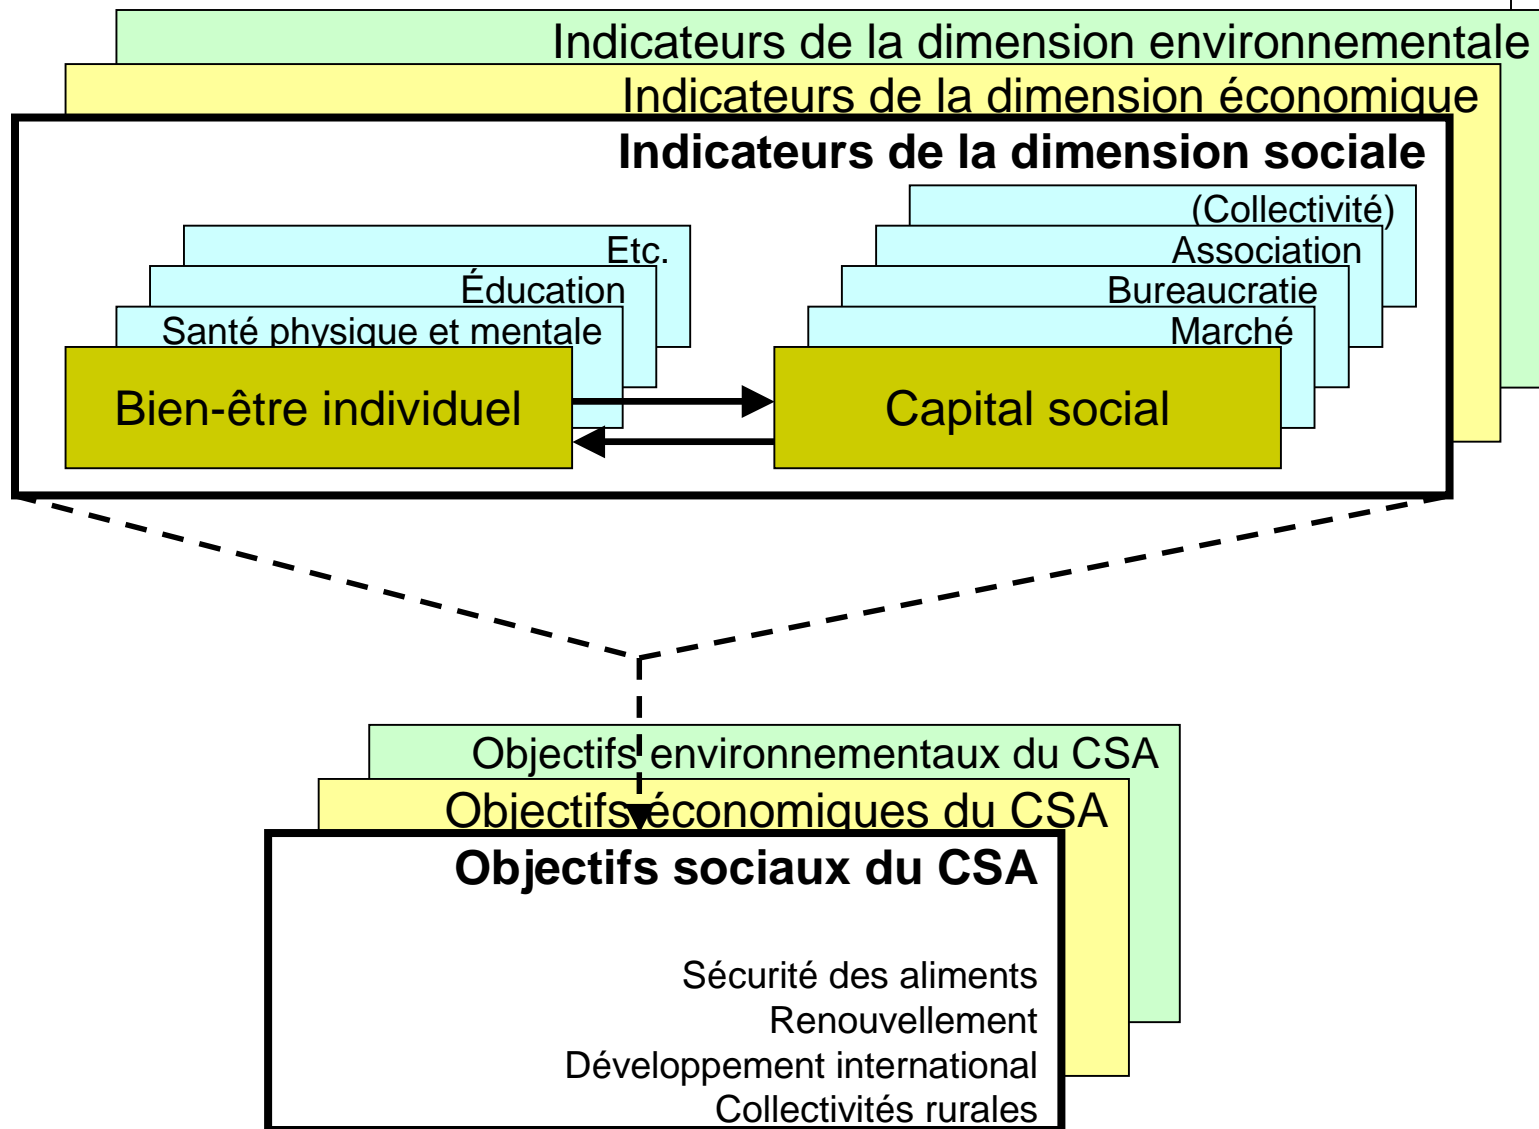 Indicateurs de la dimension environnementale
Indicateurs de la dimension économique
Indicateurs de la dimension sociale
Etc.
Éducation
Santé physique et mentale
Bien-être individuel
(Collectivité)
Association
Bureaucratie
Marché
Capital social
Objectifs environnementaux du CSA
Objectifs économiques du CSA
Objectifs sociaux du CSA
Sécurité des aliments
Renouvellement
Développement international
Collectivités rurales